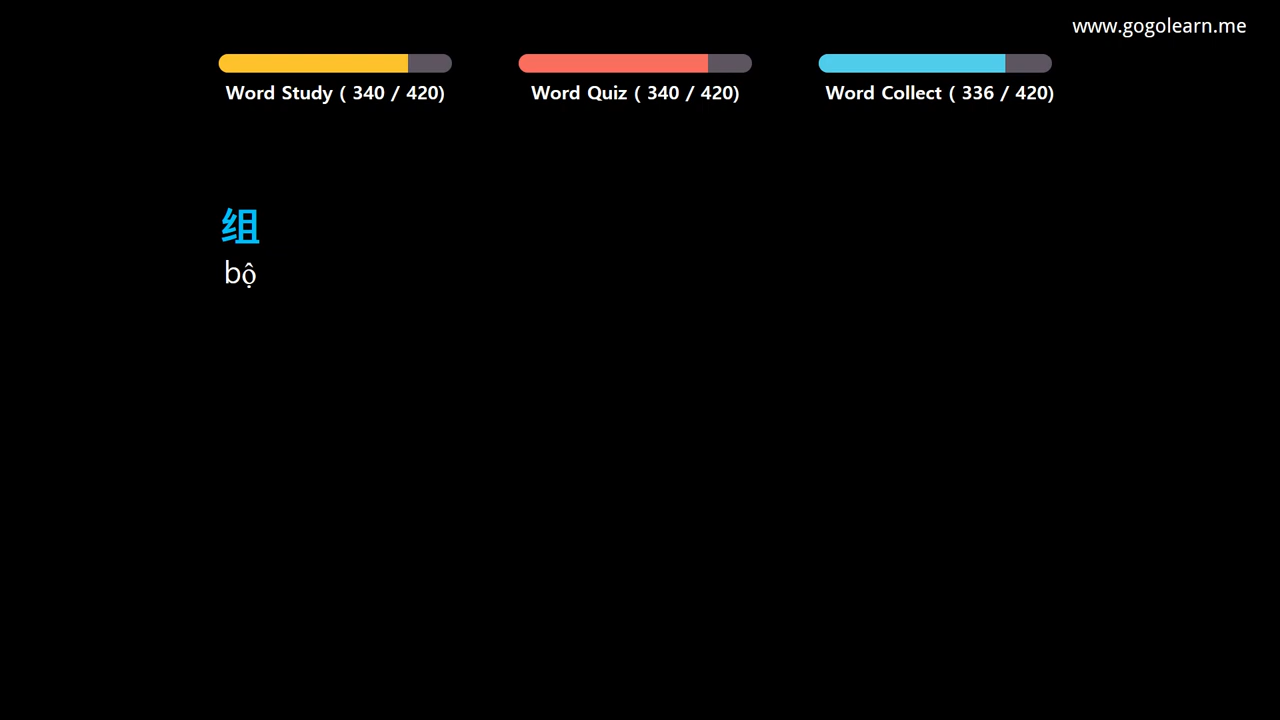 www.gogolearn.me
Word Study ( 340 / 420)
Word Quiz ( 340 / 420)
Word Collect ( 336 / 420)
组
bộ